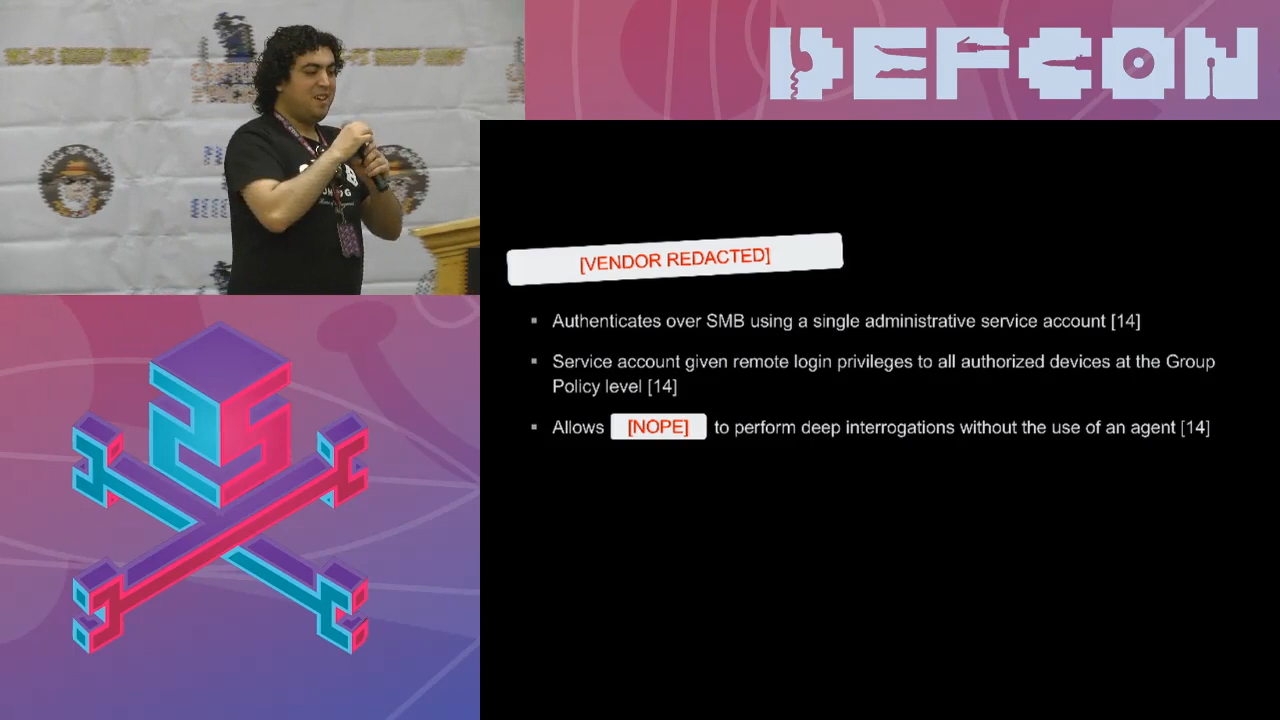 DEFCON
[VENDOR REDACTED]
Authenticates over SMB using a single administrative service account [14]
Service account given remote login privileges to all authorized devices at the Group
Policy level [14]
Allows [NOPE] to perform deep interrogations without the use of an agent [14]